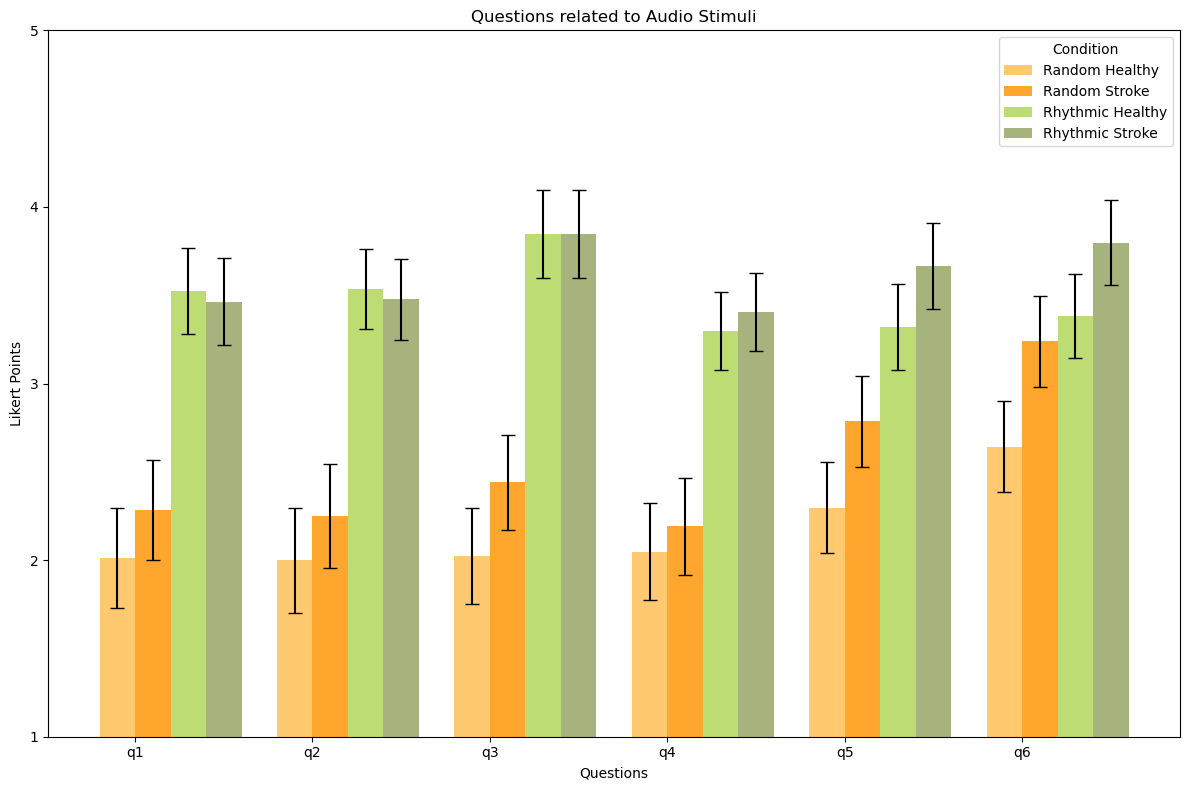 Questions related to Audio Stimuli
Condition
Random Healthy
Random Stroke
Rhythmic Healthy
Rhythmic Stroke
Likert Points
5
4
3
2
1
q1 q2 q3 q4 q5 q6
Questions